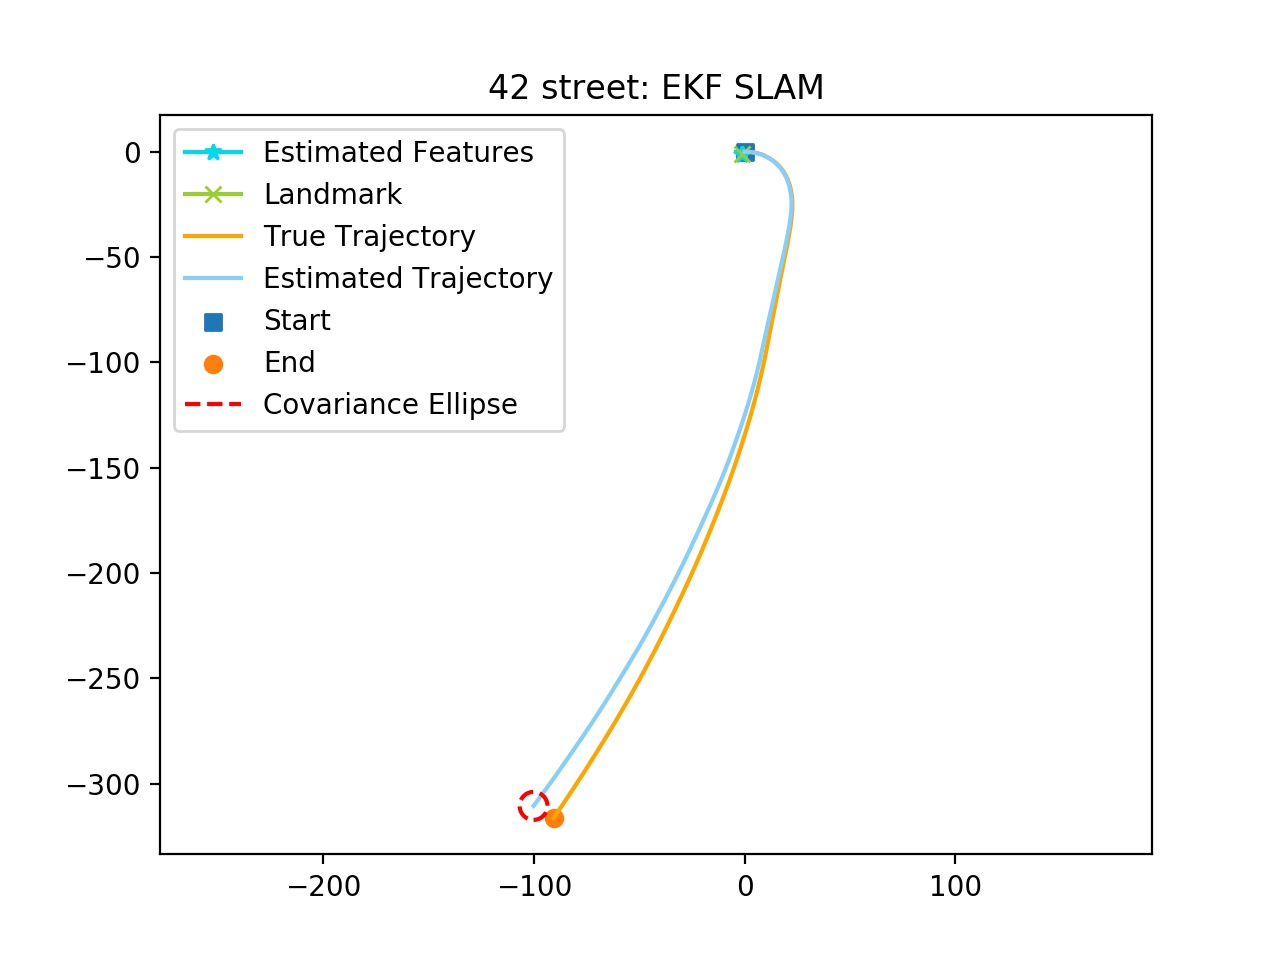 42 street: EKF SLAM
Estimated Features
Landmark
True Trajectory
Estimated Trajectory
Start
End
Covariance Ellipse
0
−50
−100
−150
−200
−250
−300
−200
−100
0
100